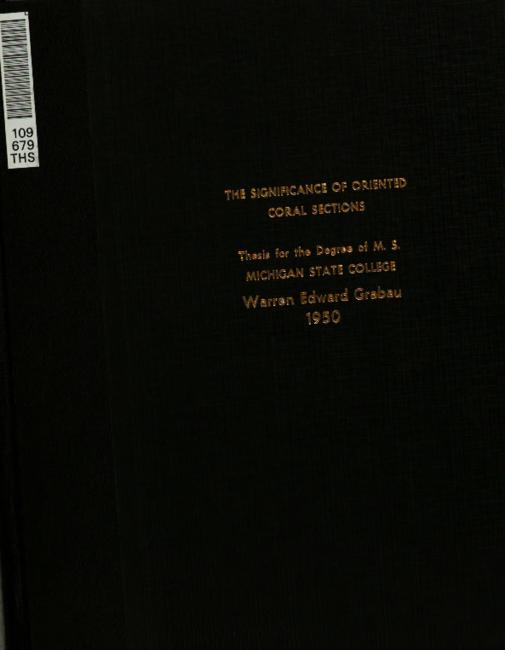 109
679
THS
THE SIGNIFICANCE OF ORIENTED
CORAL SECTIONS
Thesis for the Degree of M. S.
MICHIGAN STATE COLLEGE
Warren Edward Grabau
1950